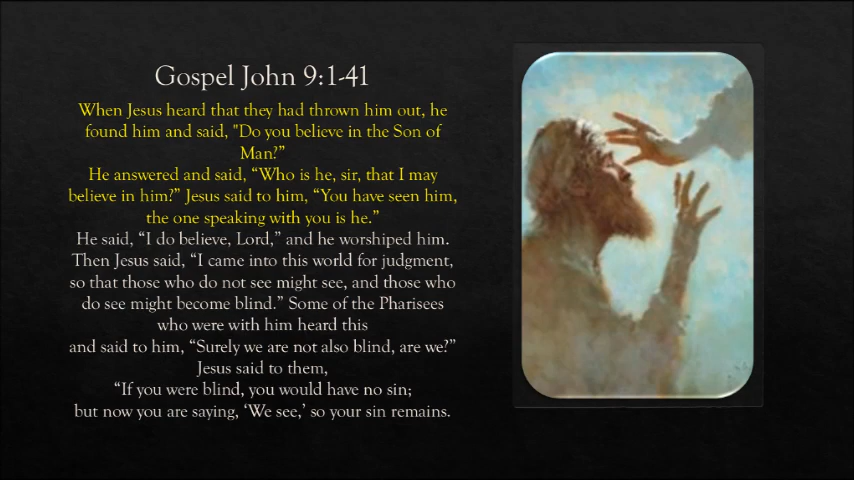 Gospel John 9:1-41
When Jesus heard that they had thrown him out, he
found him and said, "Do you believe in the Son of
Man?”
He answered and said, “Who is he, sir, that I may
believe in him?” Jesus said to him, “You have seen him,
the one speaking with you is he.”
He said, “I do believe, Lord,” and he worshiped him.
Then Jesus said, “I came into this world for judgment,
so that those who do not see might see, and those who
do see might become blind.” Some of the Pharisees
who were with him heard this
and said to him, “Surely we are not also blind, are we?”
Jesus said to them,
“If you were blind, you would have no sin;
but now you are saying, ‘We see,’ so your sin remains.